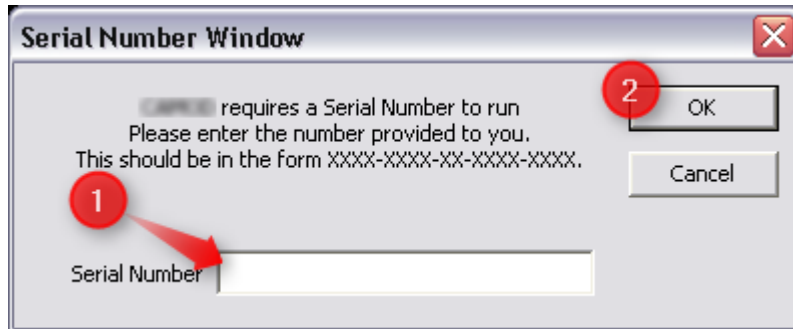 Serial Number Window
requires a Serial Number to run
Please enter the number provided to you.
This should be in the form XXXX-XXXX-XX-XXXX-XXXX.
2
OK
Cancel
1
Serial Number